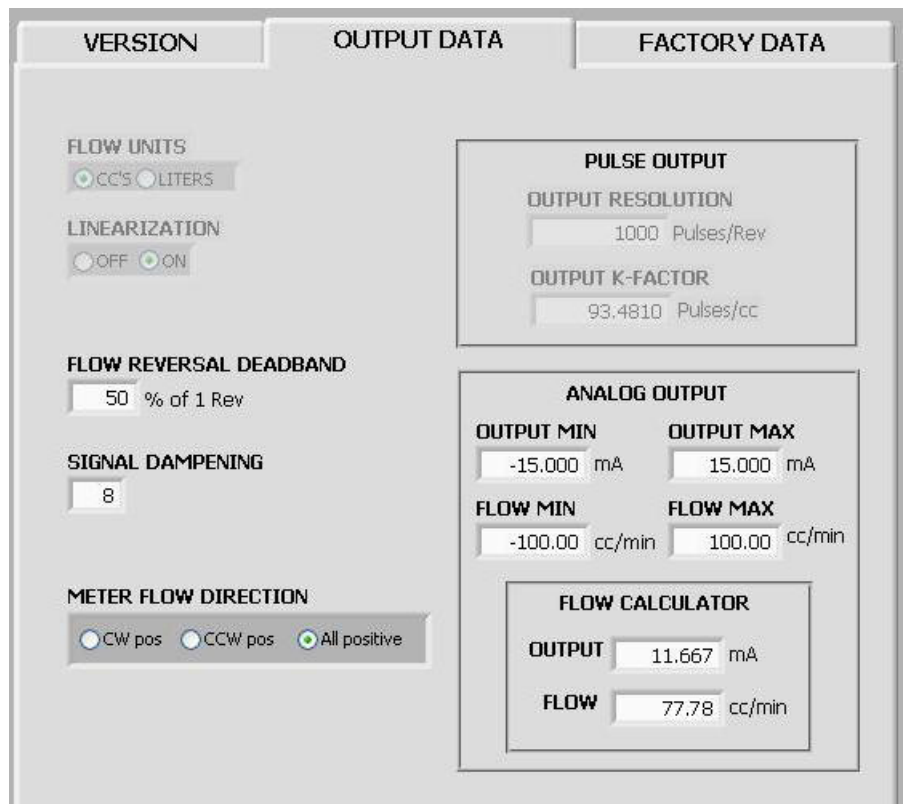 VERSION
OUTPUT DATA
FACTORY DATA
FLOW UNITS
CC'S LITERS
LINEARIZATION
OFF ON
FLOW REVERSAL DEADBAND
50 % of 1 Rev
SIGNAL DAMPENING
8
METER FLOW DIRECTION
CW pos CCW pos All positive
PULSE OUTPUT
OUTPUT RESOLUTION
1000 Pulses/Rev
OUTPUT K-FACTOR
93.4810 Pulses/cc
ANALOG OUTPUT
OUTPUT MIN OUTPUT MAX
-15.000 mA 15.000 mA
FLOW MIN FLOW MAX
-100.00 cc/min 100.00 cc/min
FLOW CALCULATOR
OUTPUT 11.667 mA
FLOW 77.78 cc/min